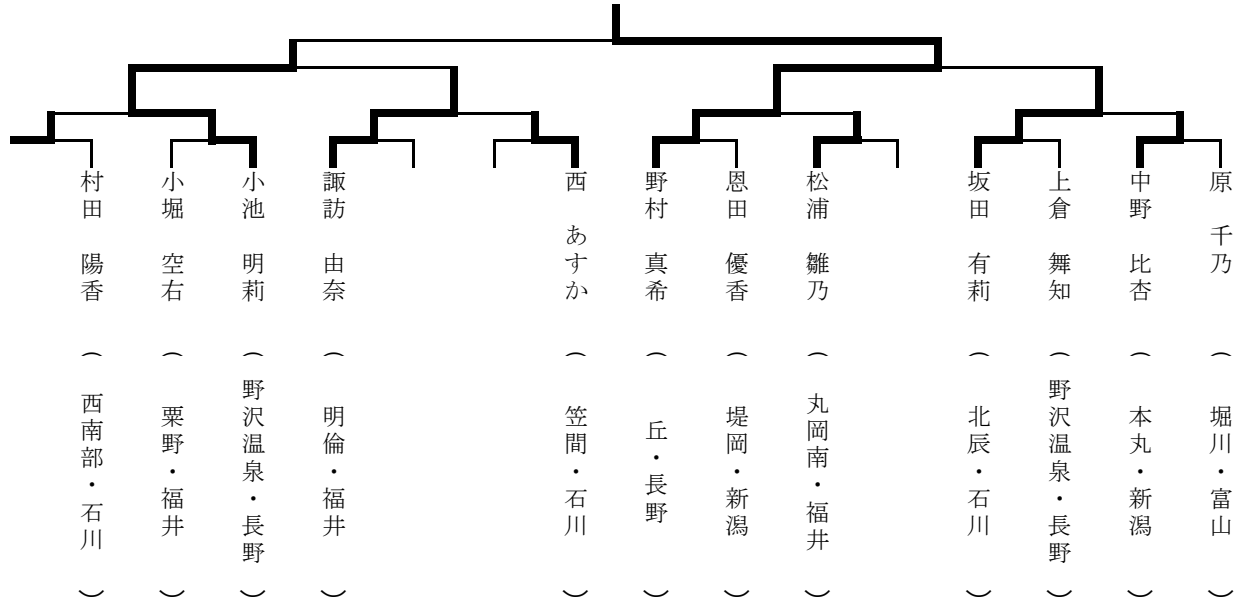 村田 陽香 （ 西南部・石川 ）
小堀 空右 （ 粟野・福井 ）
小池 明莉 （ 野沢温泉・長野 ）
諏訪 由奈 （ 明倫・福井 ）
西 あすか （ 笠間・石川 ）
野村 真希 （ 丘・長野 ）
恩田 優香 （ 堤岡・新潟 ）
松浦 雛乃 （ 丸岡南・福井 ）
坂田 有莉 （ 北辰・石川 ）
上倉 舞知 （ 野沢温泉・長野 ）
中野 比杏 （ 本丸・新潟 ）
原 千乃 （ 堀川・富山 ）